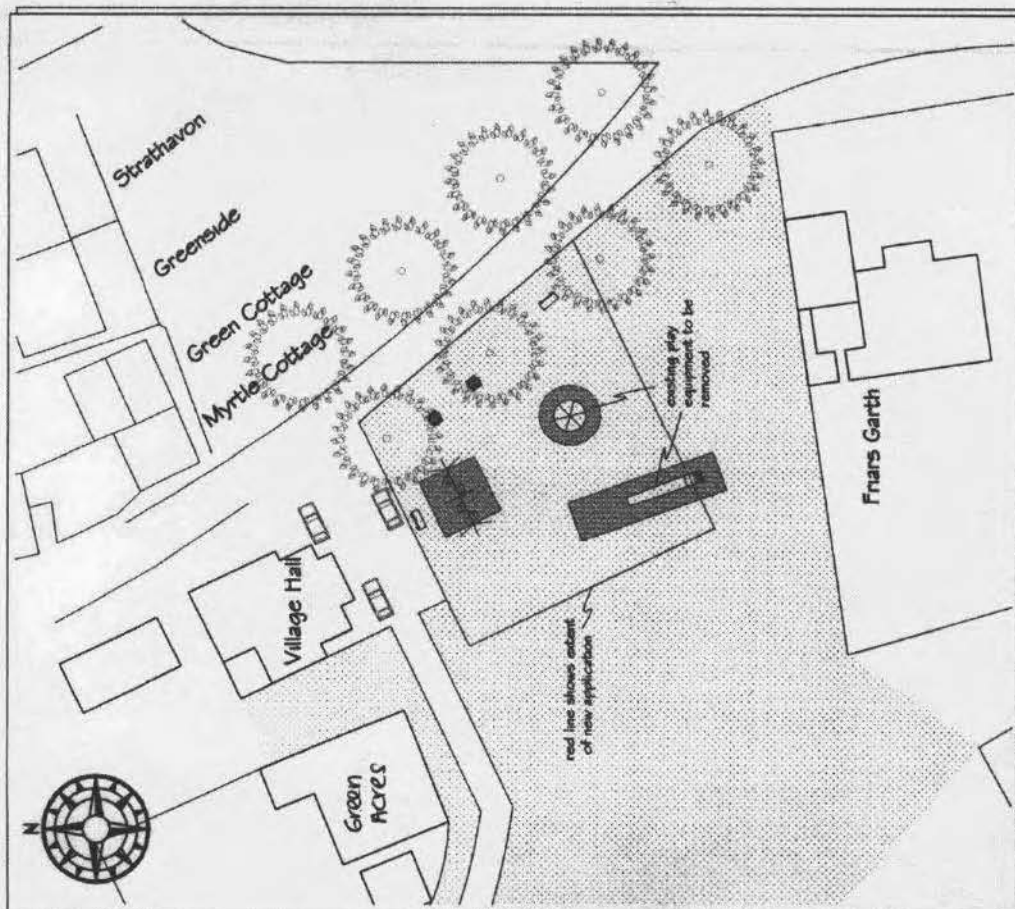 Strathavon
Greenside
Green Cottage
Myrtle Cottage
Village Hall
Green
Acres
N
existing play
equipment to be
removed
Friars Garth
red line shows extent
of new application